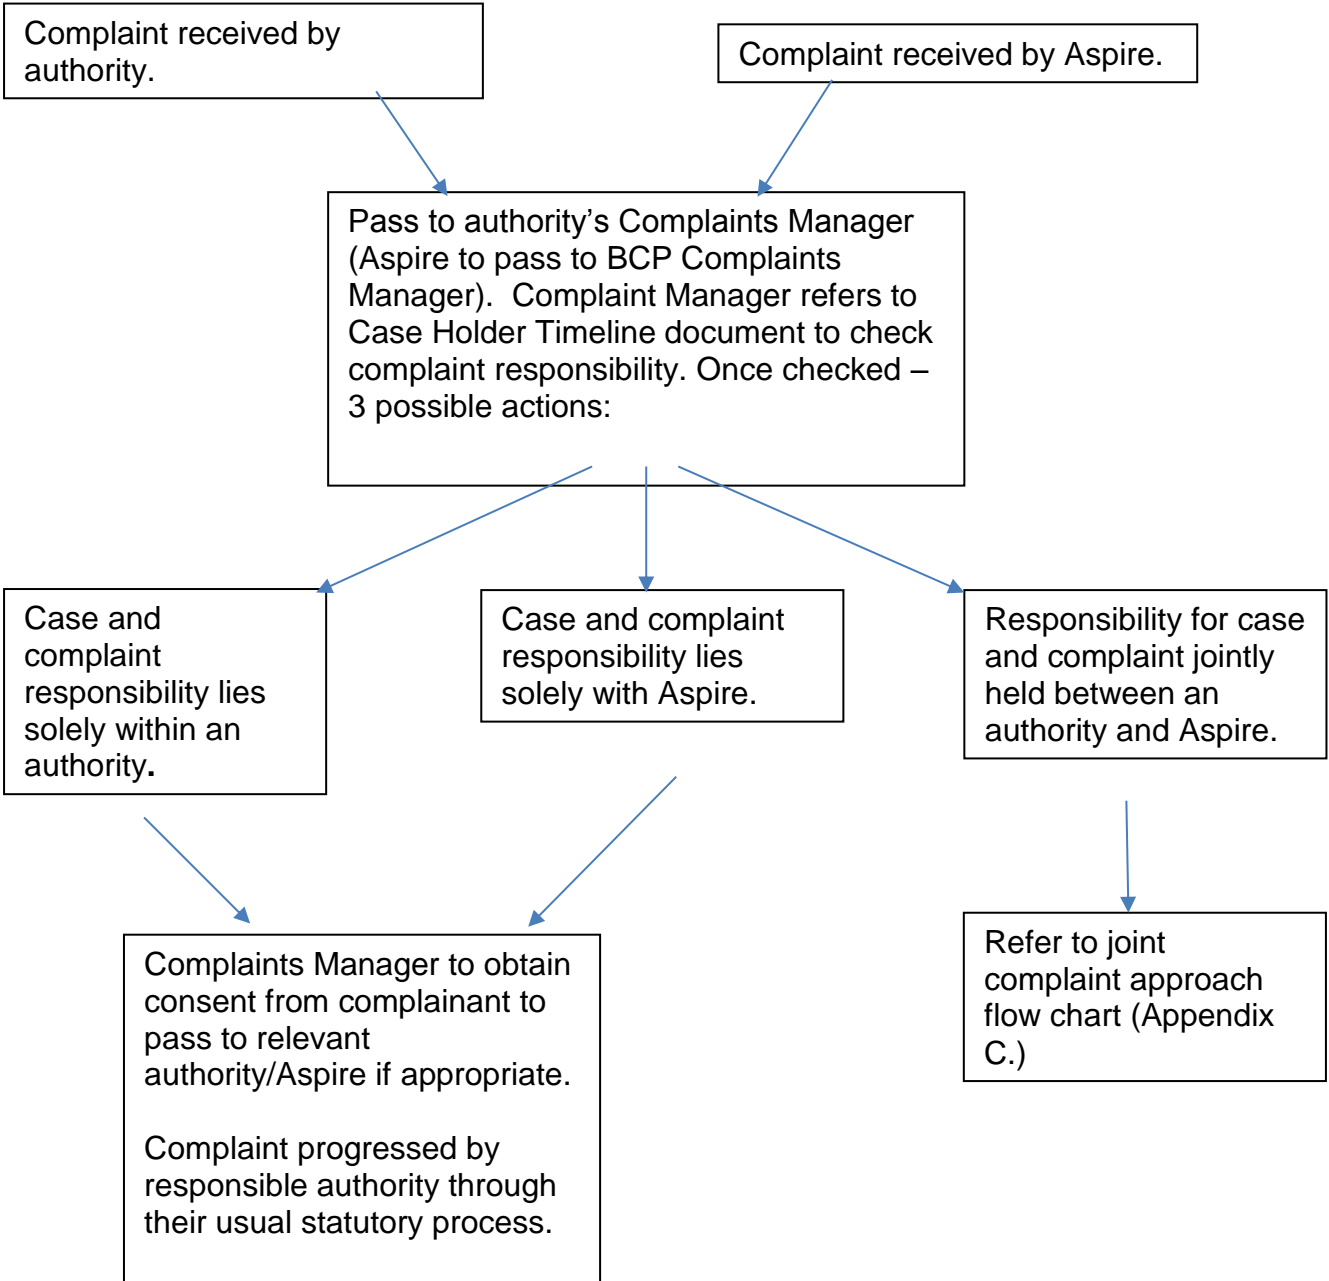 Complaint received by
authority.
Complaint received by Aspire.
Pass to authority’s Complaints Manager
(Aspire to pass to BCP Complaints
Manager).  Complaint Manager refers to
Case Holder Timeline document to check
complaint responsibility. Once checked –
3 possible actions:
Case and
complaint
responsibility lies
solely within an
authority.
Case and complaint
responsibility lies
solely with Aspire.
Responsibility for case
and complaint jointly
held between an
authority and Aspire.
Complaints Manager to obtain
consent from complainant to
pass to relevant
authority/Aspire if appropriate.
Complaint progressed by
responsible authority through
their usual statutory process.
Refer to joint
complaint approach
flow chart (Appendix
C.)